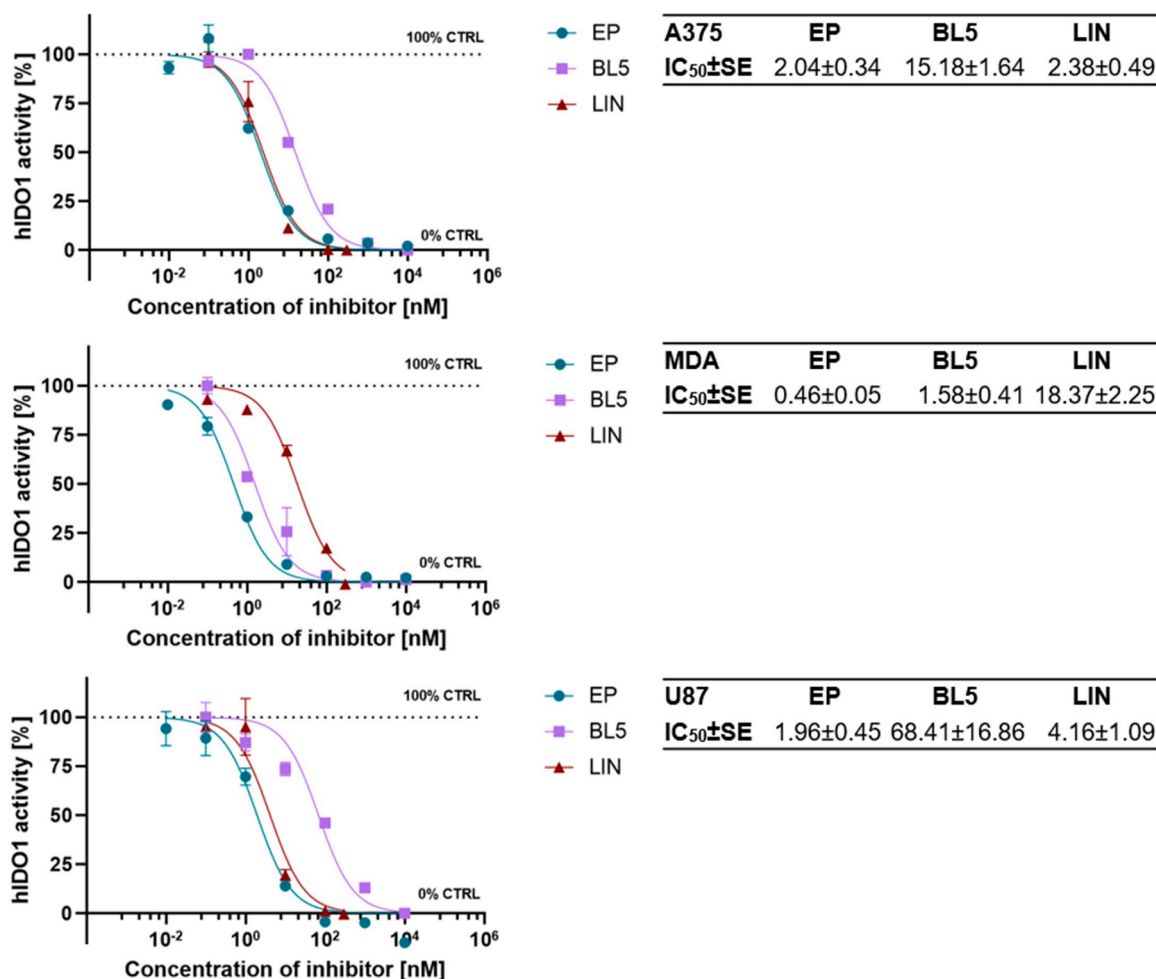 100% CTRL
EP
BL5
LIN
100
75
50
25
0
hIDO1 activity [%]
0% CTRL
10⁻² 10⁰ 10² 10⁴ 10⁶
Concentration of inhibitor [nM]
A375 EP BL5 LIN
IC₅₀±SE 2.04±0.34 15.18±1.64 2.38±0.49
100% CTRL
EP
BL5
LIN
100
75
50
25
0
hIDO1 activity [%]
0% CTRL
10⁻² 10⁰ 10² 10⁴ 10⁶
Concentration of inhibitor [nM]
MDA EP BL5 LIN
IC₅₀±SE 0.46±0.05 1.58±0.41 18.37±2.25
100% CTRL
EP
BL5
LIN
100
75
50
25
0
hIDO1 activity [%]
0% CTRL
10⁻² 10⁰ 10² 10⁴ 10⁶
Concentration of inhibitor [nM]
U87 EP BL5 LIN
IC₅₀±SE 1.96±0.45 68.41±16.86 4.16±1.09